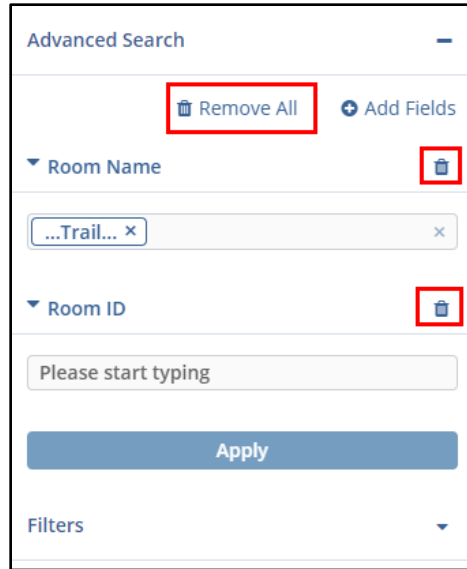 Advanced Search
Remove All Add Fields
Room Name
...Trail... ×
Room ID
Please start typing
Apply
Filters